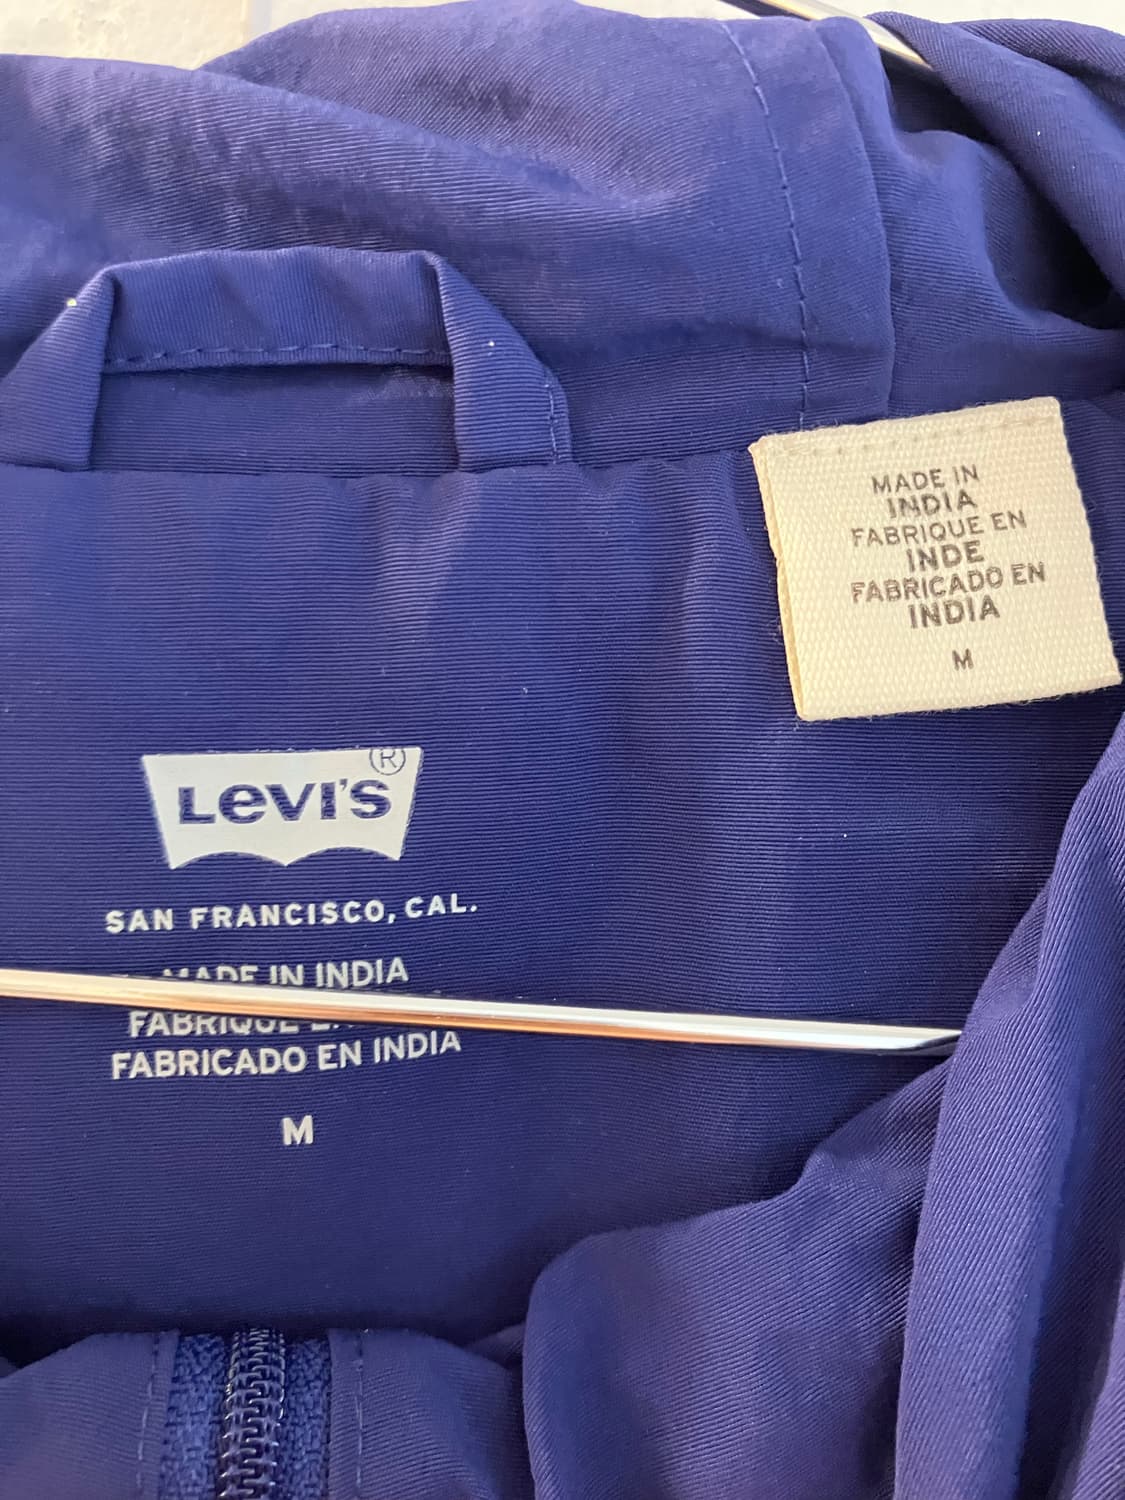 MADE IN
INDIA
FABRIQUE EN
INDE
FABRICADO EN
INDIA
M
LEVI'S®
SAN FRANCISCO, CAL.
MADE IN INDIA
FABRIQUE
FABRICADO EN INDIA
M